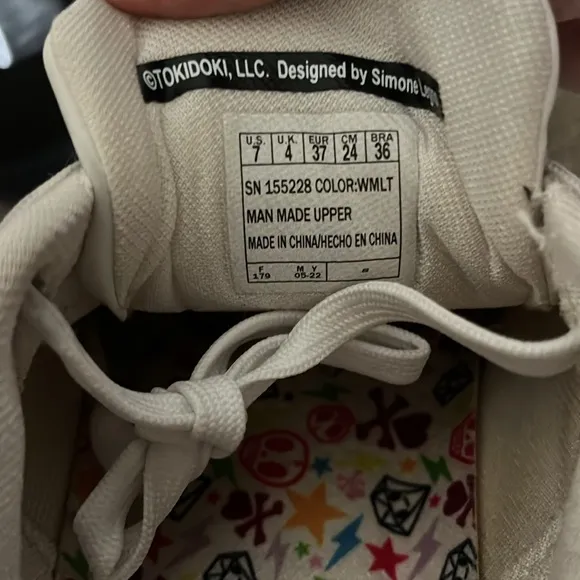 ©TOKIDOKI, LLC. Designed by Simone
U.S. U.K. EUR CM BRA
7 4 37 24 36
SN 155228 COLOR:WMLT
MAN MADE UPPER
MADE IN CHINA/HECHO EN CHINA
F M Y
179 05-22